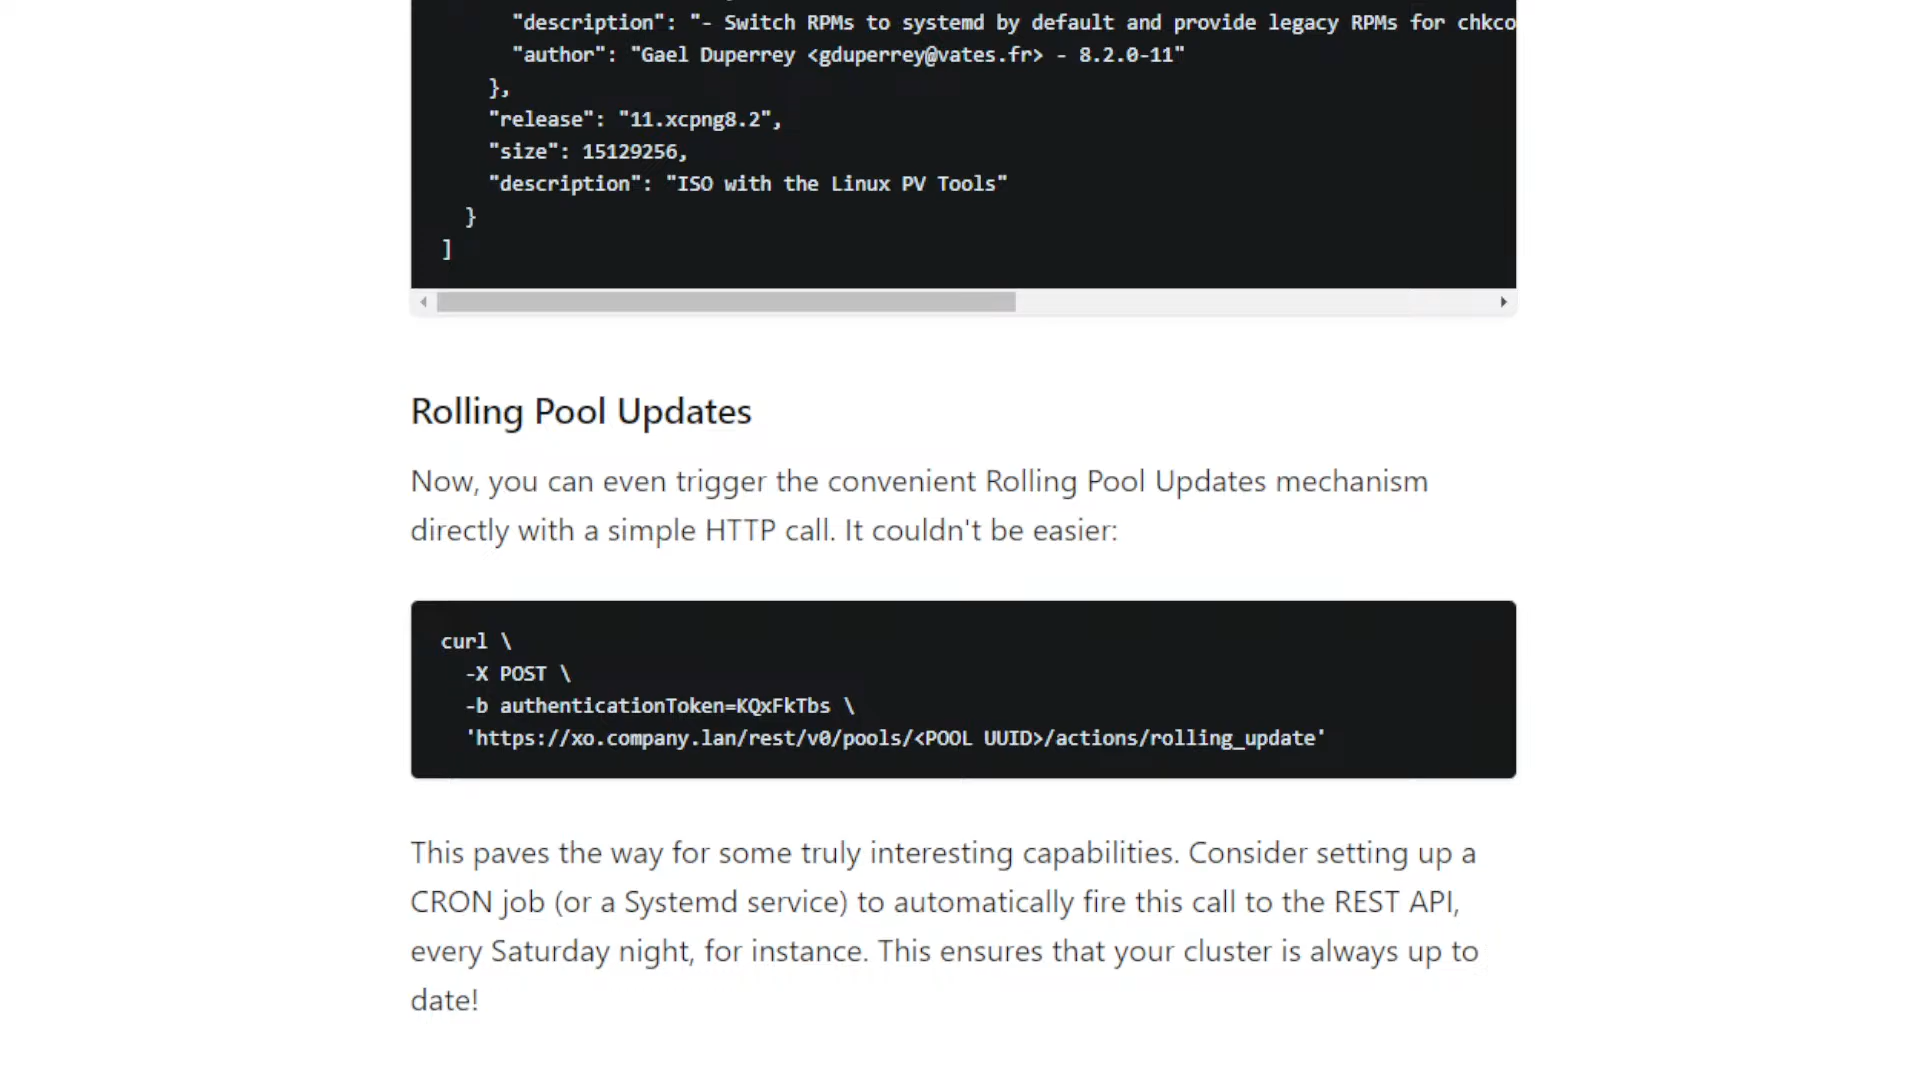 "description": "- Switch RPMs to systemd by default and provide legacy RPMs for chkco
"author": "Gael Duperrey <gduperrey@vates.fr> - 8.2.0-11"
},
"release": "11.xcpng8.2",
"size": 15129256,
"description": "ISO with the Linux PV Tools"
}
]
Rolling Pool Updates
Now, you can even trigger the convenient Rolling Pool Updates mechanism
directly with a simple HTTP call. It couldn't be easier:
curl \
-X POST \
-b authenticationToken=KQxFkTbs \
'https://xo.company.lan/rest/v0/pools/<POOL UUID>/actions/rolling_update'
This paves the way for some truly interesting capabilities. Consider setting up a
CRON job (or a Systemd service) to automatically fire this call to the REST API,
every Saturday night, for instance. This ensures that your cluster is always up to
date!